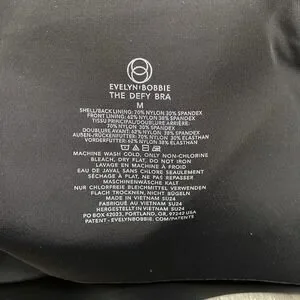 EVELYN•BOBBIE
THE DEFY BRA
M
SHELL/BACK LINING: 70% NYLON 30% SPANDEX
FRONT LINING: 62% NYLON 38% SPANDEX
TISSU PRINCIPAL/DOUBLURE ARRIÈRE:
70% NYLON 30% SPANDEX
DOUBLURE AVANT: 62% NYLON 38% SPANDEX
AUßEN-/RÜCKENFUTTER: 70% NYLON 30% ELASTHAN
VORDERFUTTER: 62% NYLON 38% ELASTHAN
MACHINE WASH COLD, ONLY NON-CHLORINE
BLEACH, DRY FLAT, DO NOT IRON
LAVAGE EN MACHINE À FROID
EAU DE JAVAL SANS CHLORE SEAULEMENT
SÉCHAGE À PLAT, NE PAS REPASSER
MASCHINENWÄSCHE KALT
NUR CHLORFREIE BLEICHMITTEL VERWENDEN
FLACH TROCKNEN, NICHT BÜGELN
MADE IN VIETNAM SU24
FABRIQUÉ AU VIETNAM SU24
HERGESTELLT IN VIETNAM SU24
PO BOX 42023, PORTLAND, OR, 97242 USA
PATENT - EVELYNBOBBIE.COM/PATENTS